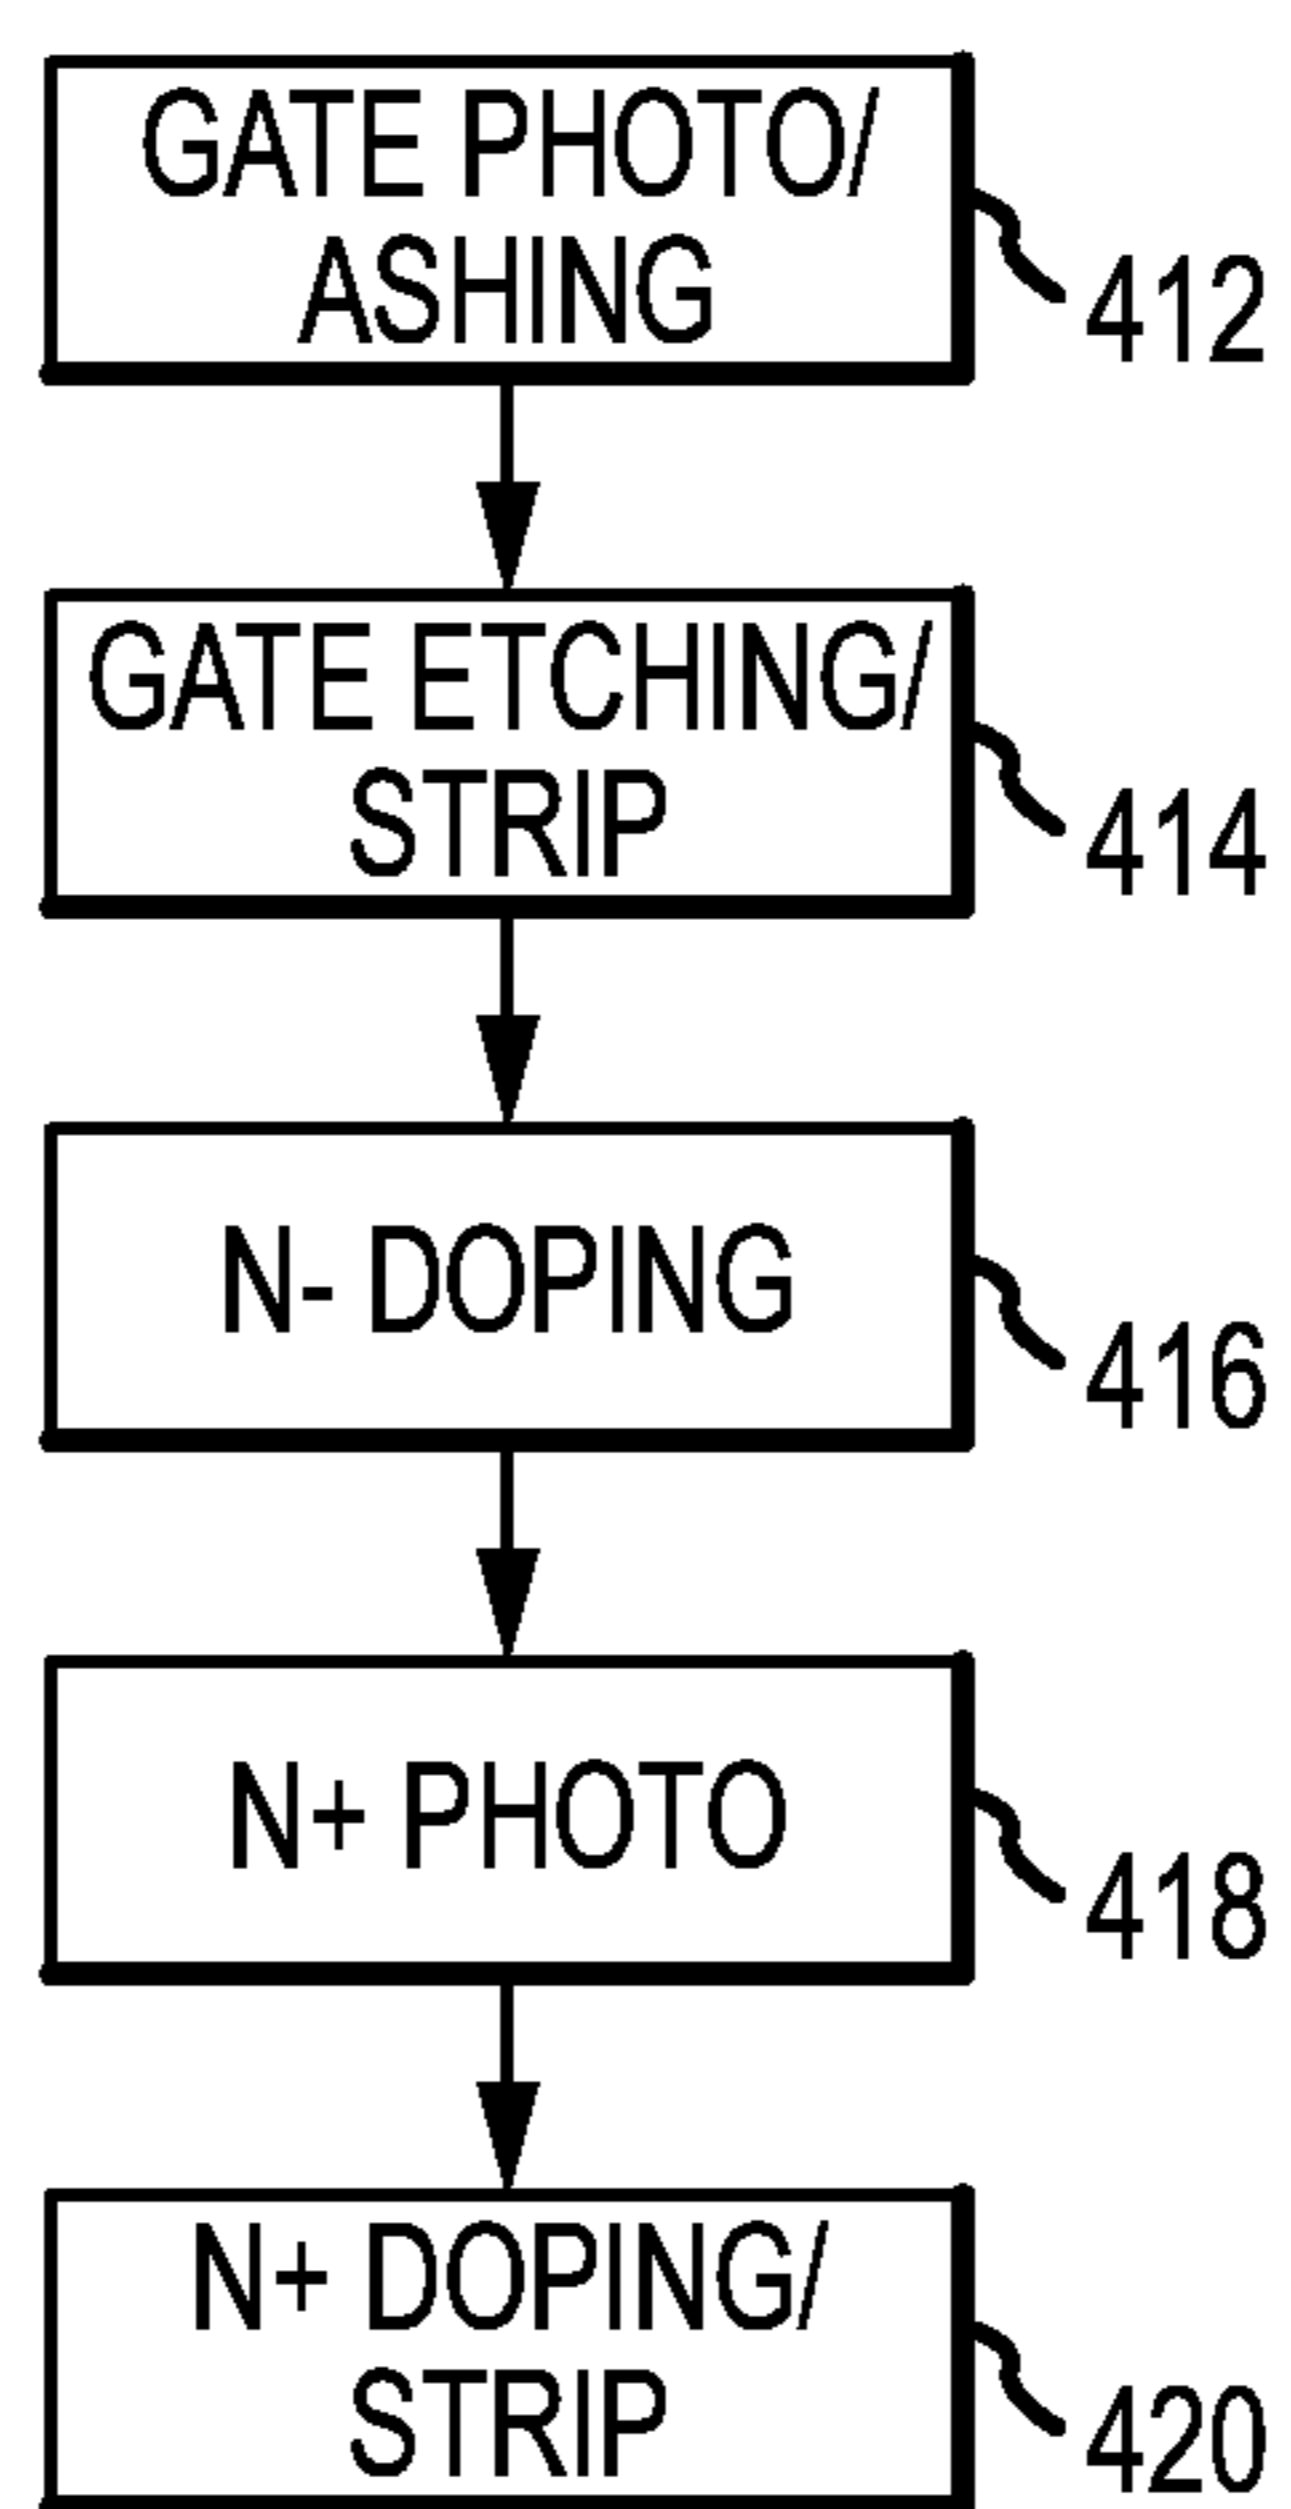 GATE PHOTO/
ASHING
412
GATE ETCHING/
STRIP
414
N- DOPING
416
N+ PHOTO
418
N+ DOPING/
STRIP
420